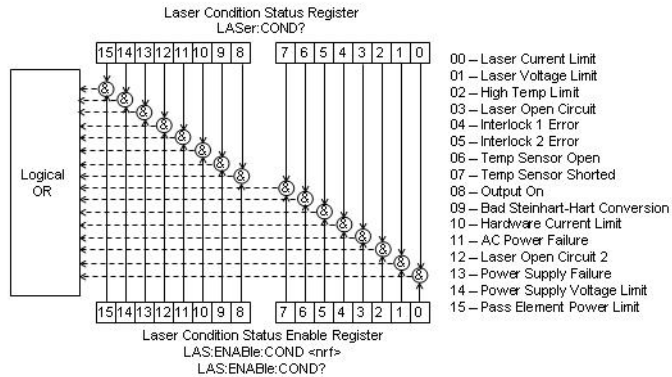 Laser Condition Status Register
LASer:COND?
15 14 13 12 11 10 9 8 7 6 5 4 3 2 1 0
Logical
OR
& & & & & & & & & & & & & & & &
15 14 13 12 11 10 9 8 7 6 5 4 3 2 1 0
Laser Condition Status Enable Register
LAS:ENABle:COND <nrf>
LAS:ENABle:COND?
00 – Laser Current Limit
01 – Laser Voltage Limit
02 – High Temp Limit
03 – Laser Open Circuit
04 – Interlock 1 Error
05 – Interlock 2 Error
06 – Temp Sensor Open
07 – Temp Sensor Shorted
08 – Output On
09 – Bad Steinhart-Hart Conversion
10 – Hardware Current Limit
11 – AC Power Failure
12 – Laser Open Circuit 2
13 – Power Supply Failure
14 – Power Supply Voltage Limit
15 – Pass Element Power Limit